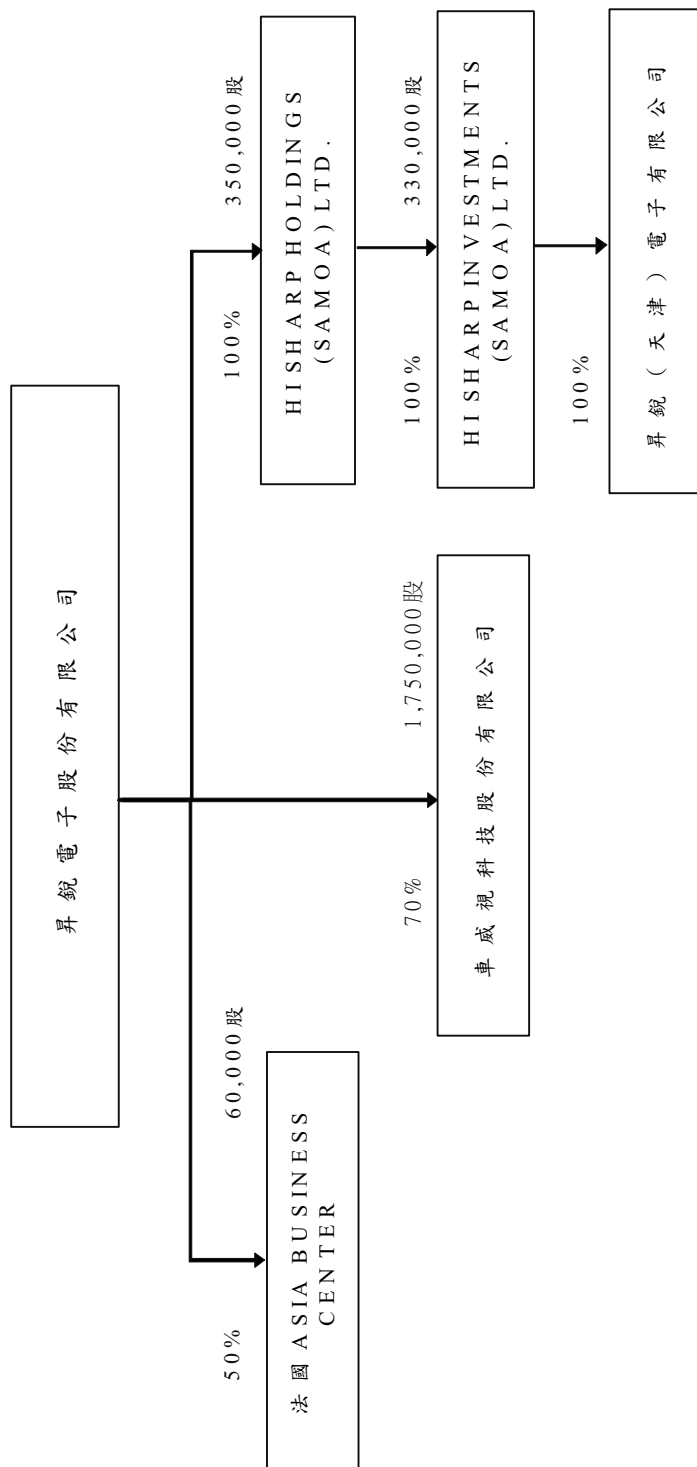 昇銳電子股份有限公司
50%
60,000股
法國ASIA BUSINESS
CENTER
70%
1,750,000股
車威視科技股份有限公司
100%
350,000股
HISHARP HOLDINGS
(SAMOA)LTD.
100%
330,000股
HISHARP INVESTMENTS
(SAMOA)LTD.
100%
昇銳(天津)電子有限公司